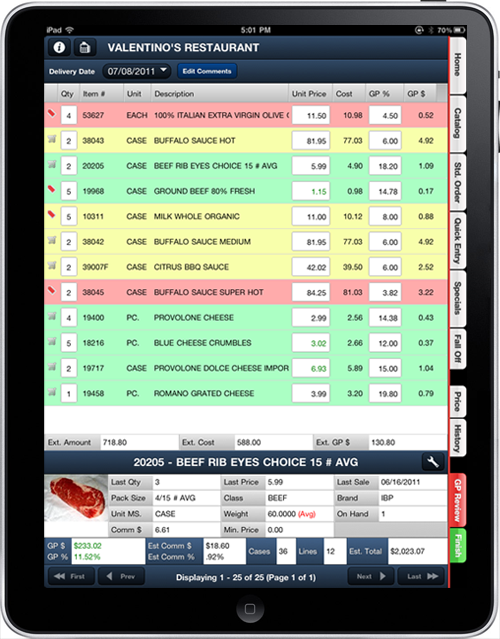 iPad 5:01 PM 70%
i VALENTINO'S RESTAURANT
Delivery Date 07/08/2011 Edit Comments
Qty Item # Unit Description Unit Price Cost GP % GP $
4 53627 EACH 100% ITALIAN EXTRA VIRGIN OLIVE 11.50 10.98 4.50 0.52
2 38043 CASE BUFFALO SAUCE HOT 81.95 77.03 6.00 4.92
2 20205 CASE BEEF RIB EYES CHOICE 15 # AVG 5.99 4.90 18.20 1.09
5 19968 CASE GROUND BEEF 80% FRESH 1.15 0.98 14.78 0.17
5 10311 CASE MILK WHOLE ORGANIC 11.00 10.12 8.00 0.88
2 38042 CASE BUFFALO SAUCE MEDIUM 81.95 77.03 6.00 4.92
2 39007F CASE CITRUS BBQ SAUCE 42.02 39.50 6.00 2.52
2 38045 CASE BUFFALO SAUCE SUPER HOT 84.25 81.03 3.82 3.22
4 19400 PC. PROVOLONE CHEESE 2.99 2.56 14.38 0.43
5 18216 PC. BLUE CHEESE CRUMBLES 3.02 2.66 12.00 0.37
2 19717 CASE PROVOLONE DOLCE CHEESE IMPOR 6.93 5.89 15.00 1.04
1 19458 PC. ROMANO GRATED CHEESE 3.99 3.20 19.80 0.79
Ext. Amount 718.80 Ext. Cost 588.00 Ext. GP $ 130.80
20205 - BEEF RIB EYES CHOICE 15 # AVG
Last Qty 3 Last Price 5.99 Last Sale 06/16/2011
Pack Size 4/15 # AVG Class BEEF Brand IBP
Unit MS. CASE Weight 60.0000 (Avg) On Hand 1
Comm $ 6.61 Min. Price 0.00
GP $ $233.02 Est Comm $ $18.60 Cases 36 Lines 12 Est. Total $2,023.07
GP % 11.52% Est Comm % .92%
First Prev Displaying 1 - 25 of 25 (Page 1 of 1) Next Last
Home
Catalog
Std. Order
Quick Entry
Specials
Fall Off
Price
History
GP Review
Finish